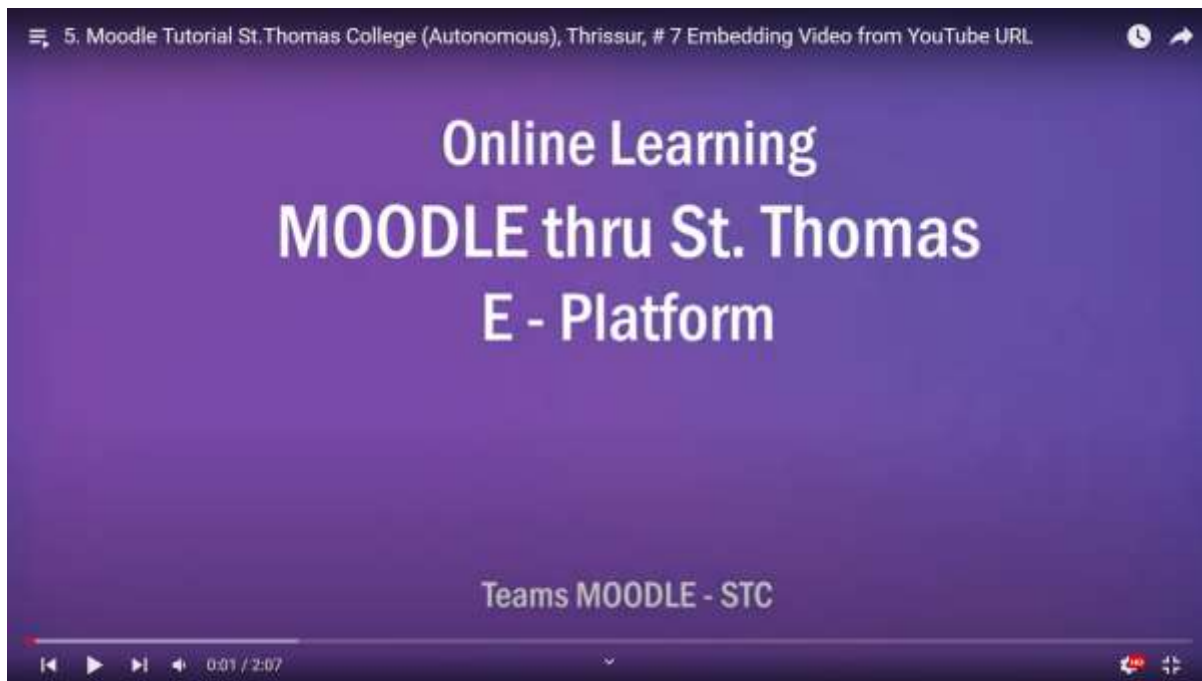 5. Moodle Tutorial St.Thomas College (Autonomous), Thrissur, # 7 Embedding Video from YouTube URL
Online Learning
MOODLE thru St. Thomas
E - Platform
Teams MOODLE - STC
0:01 / 2:07
HD